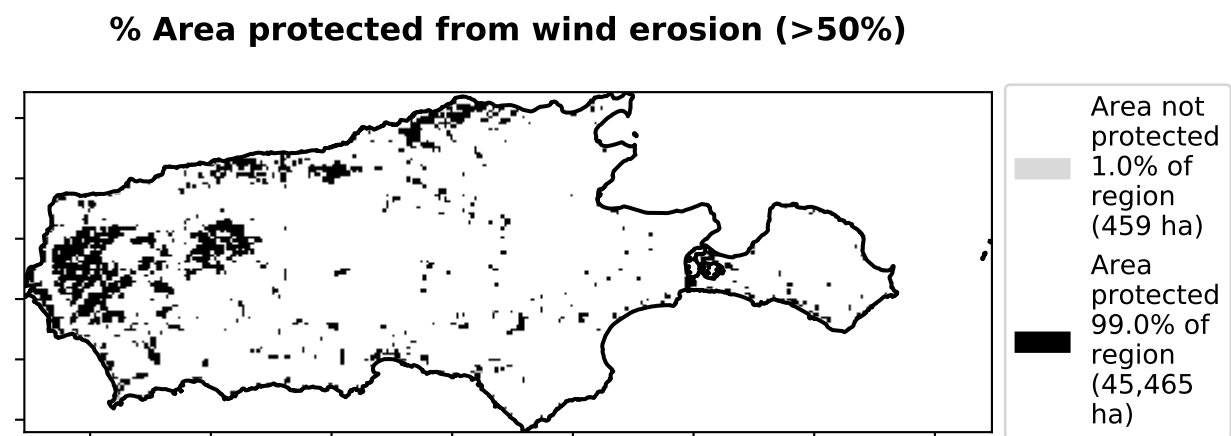 % Area protected from wind erosion (>50%)
Area not
protected
1.0% of
region
(459 ha)
Area
protected
99.0% of
region
(45,465
ha)